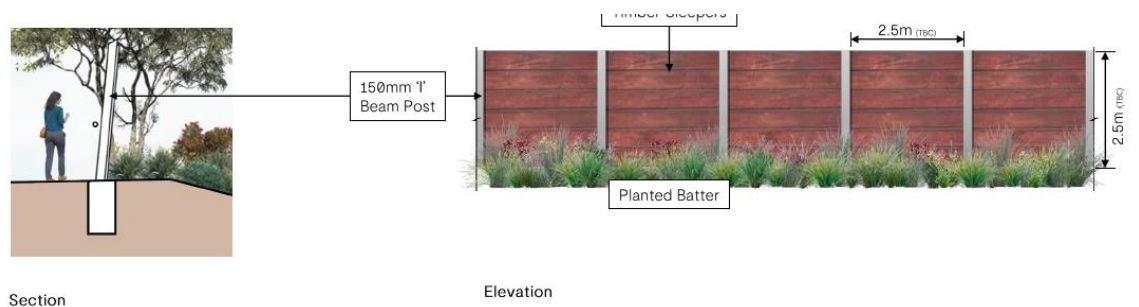 Timber Sleepers
2.5m (TBC)
150mm 'I'
Beam Post
2.5m (TBC)
Planted Batter
Section
Elevation